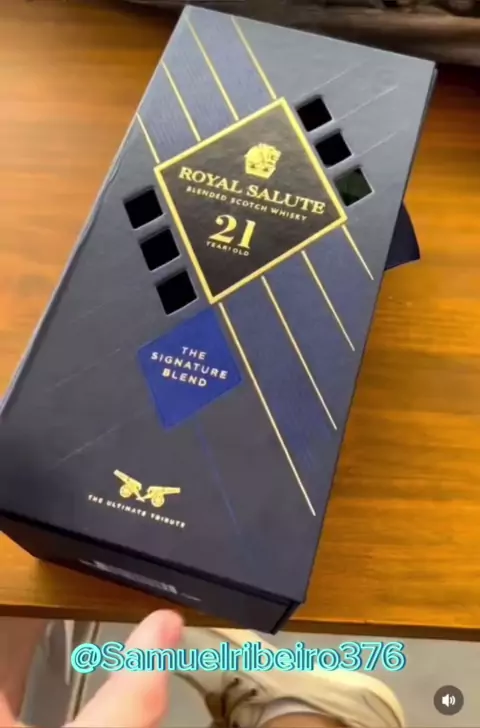 ROYAL SALUTE
BLENDED SCOTCH WHISKY
21
YEARS OLD
THE
SIGNATURE
BLEND
THE ULTIMATE TRIBUTE
@Samuelribeiro376